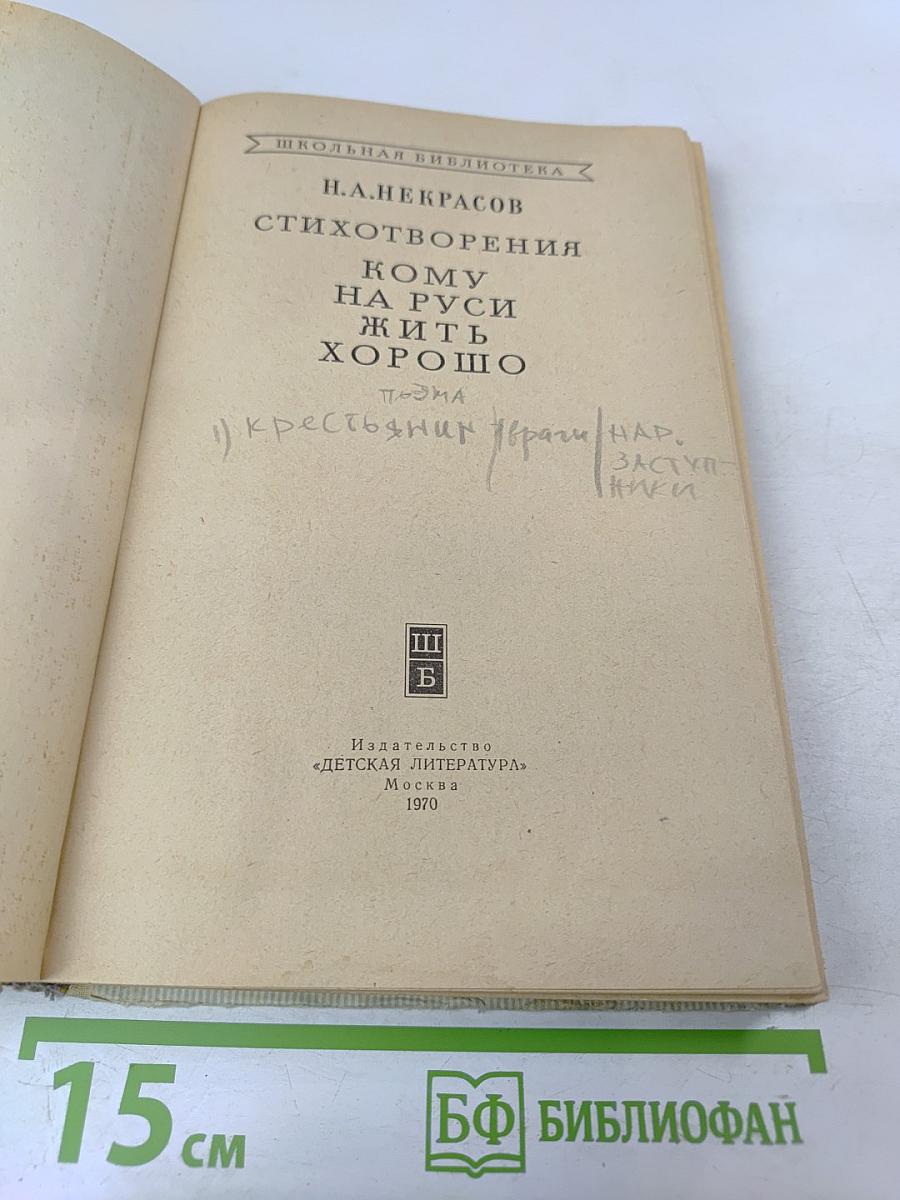 ШКОЛЬНАЯ БИБЛИОТЕКА
Н.А.НЕКРАСОВ
СТИХОТВОРЕНИЯ
КОМУ
НА РУСИ
ЖИТЬ
ХОРОШО
поэма
1) крестьянин враги НАР.
ЗАСТУП-
НИКИ
Ш
Б
Издательство
«ДЕТСКАЯ ЛИТЕРАТУРА»
Москва
1970
15 см
БФ БИБЛИОФАН